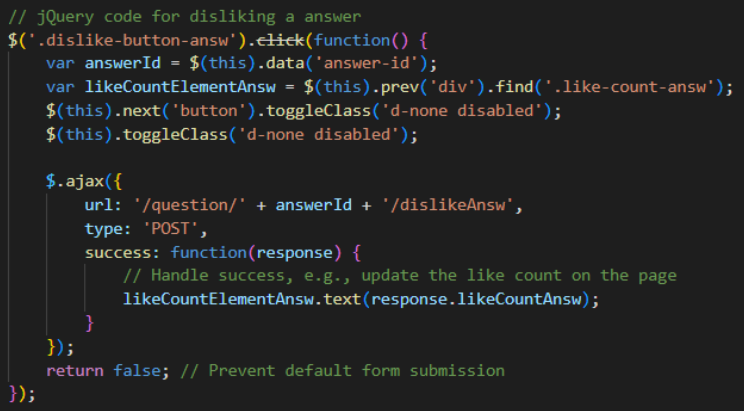 // jQuery code for disliking a answer
$('.dislike-button-answ').click(function() {
    var answerId = $(this).data('answer-id');
    var likeCountElementAnsw = $(this).prev('div').find('.like-count-answ');
    $(this).next('button').toggleClass('d-none disabled');
    $(this).toggleClass('d-none disabled');

    $.ajax({
        url: '/question/' + answerId + '/dislikeAnsw',
        type: 'POST',
        success: function(response) {
            // Handle success, e.g., update the like count on the page
            likeCountElementAnsw.text(response.likeCountAnsw);
        }
    });
    return false; // Prevent default form submission
});